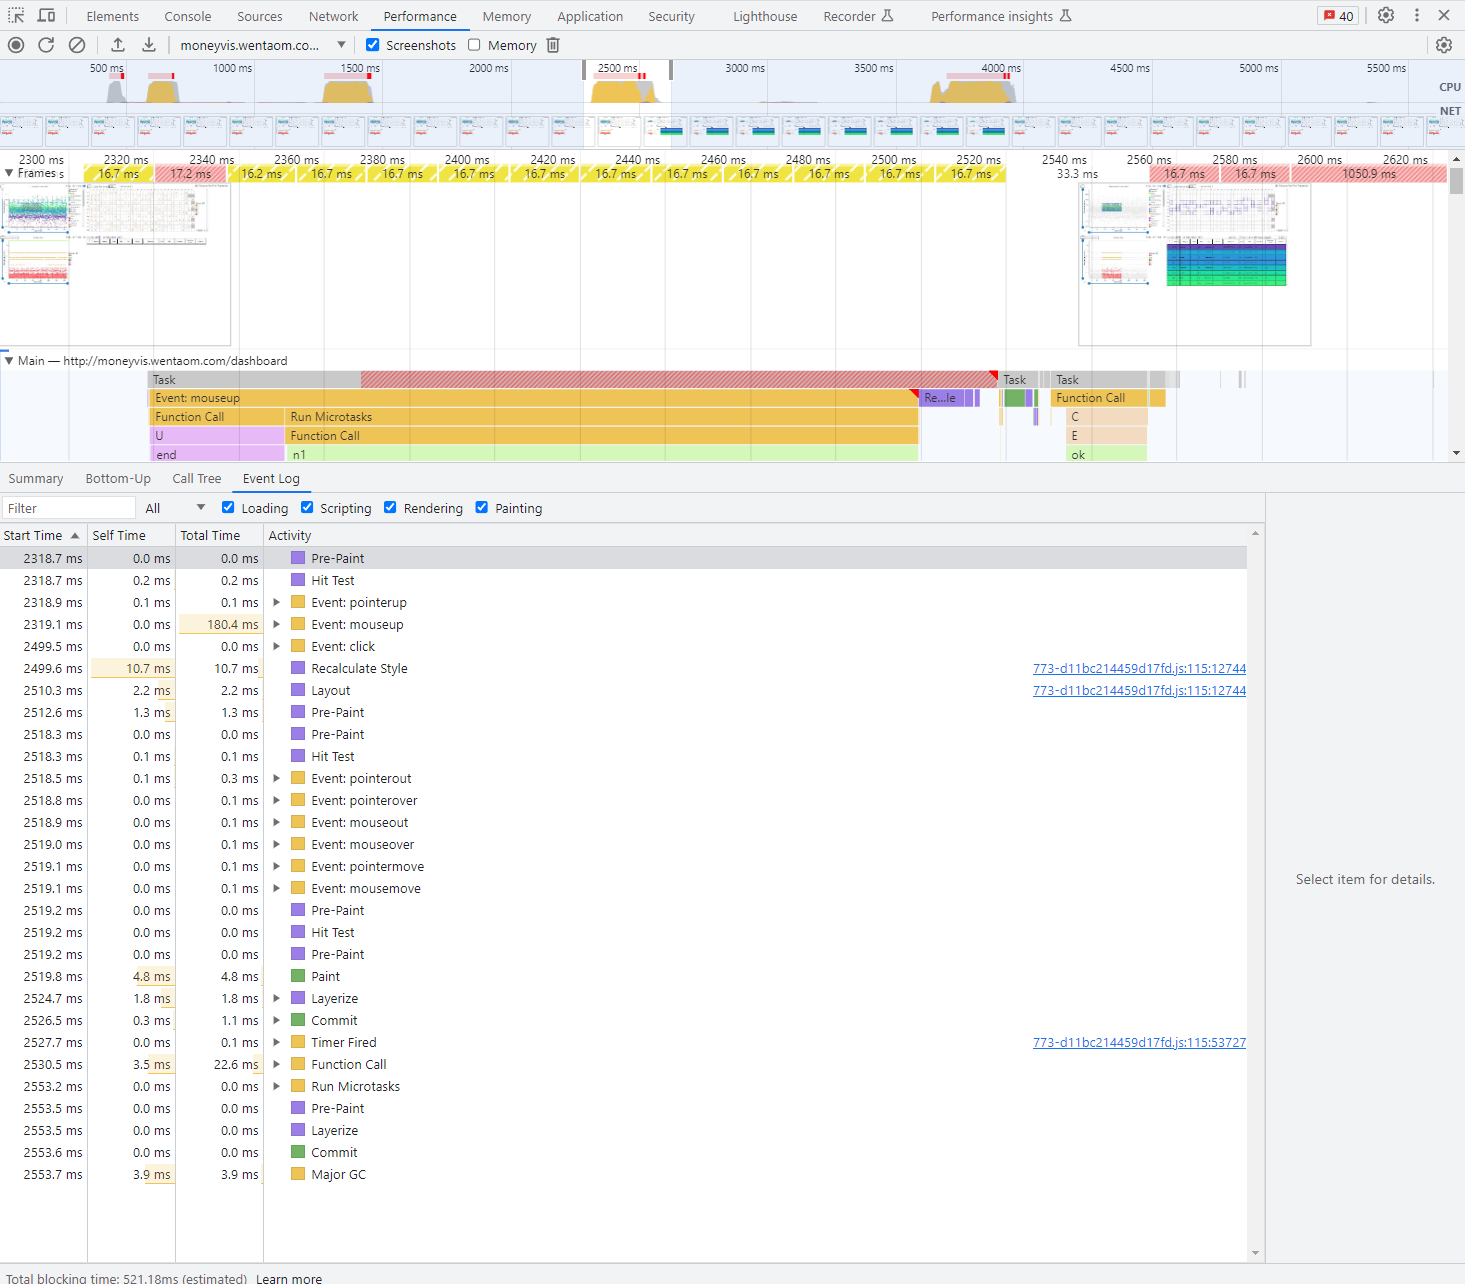 Elements Console Sources Network Performance Memory Application Security Lighthouse Recorder Performance insights 40
moneyvis.wentaom.co... Screenshots Memory
500 ms 1000 ms 1500 ms 2000 ms 2500 ms 3000 ms 3500 ms 4000 ms 4500 ms 5000 ms 5500 ms
CPU
NET
2300 ms 2320 ms 2340 ms 2360 ms 2380 ms 2400 ms 2420 ms 2440 ms 2460 ms 2480 ms 2500 ms 2520 ms 2540 ms 2560 ms 2580 ms 2600 ms 2620 ms
Frames s 16.7 ms 17.2 ms 16.2 ms 16.7 ms 16.7 ms 16.7 ms 16.7 ms 16.7 ms 16.7 ms 16.7 ms 16.7 ms 16.7 ms 16.7 ms 33.3 ms 16.7 ms 16.7 ms 1050.9 ms
Main — http://moneyvis.wentaom.com/dashboard
Task Task Task
Event: mouseup Re...le Function Call
Function Call Run Microtasks C
U Function Call E
end n1 ok
Summary Bottom-Up Call Tree Event Log
Filter All Loading Scripting Rendering Painting
Start Time Self Time Total Time Activity
2318.7 ms 0.0 ms 0.0 ms Pre-Paint
2318.7 ms 0.2 ms 0.2 ms Hit Test
2318.9 ms 0.1 ms 0.1 ms Event: pointerup
2319.1 ms 0.0 ms 180.4 ms Event: mouseup
2499.5 ms 0.0 ms 0.0 ms Event: click
2499.6 ms 10.7 ms 10.7 ms Recalculate Style 773-d11bc214459d17fd.js:115:12744
2510.3 ms 2.2 ms 2.2 ms Layout 773-d11bc214459d17fd.js:115:12744
2512.6 ms 1.3 ms 1.3 ms Pre-Paint
2518.3 ms 0.0 ms 0.0 ms Pre-Paint
2518.3 ms 0.1 ms 0.1 ms Hit Test
2518.5 ms 0.1 ms 0.3 ms Event: pointerout
2518.8 ms 0.0 ms 0.1 ms Event: pointerover
2518.9 ms 0.0 ms 0.1 ms Event: mouseout
2519.0 ms 0.0 ms 0.1 ms Event: mouseover
2519.1 ms 0.0 ms 0.1 ms Event: pointermove
2519.1 ms 0.0 ms 0.1 ms Event: mousemove
2519.2 ms 0.0 ms 0.0 ms Pre-Paint
2519.2 ms 0.0 ms 0.0 ms Hit Test
2519.2 ms 0.0 ms 0.0 ms Pre-Paint
2519.8 ms 4.8 ms 4.8 ms Paint
2524.7 ms 1.8 ms 1.8 ms Layerize
2526.5 ms 0.3 ms 1.1 ms Commit
2527.7 ms 0.0 ms 0.1 ms Timer Fired 773-d11bc214459d17fd.js:115:53727
2530.5 ms 3.5 ms 22.6 ms Function Call
2553.2 ms 0.0 ms 0.0 ms Run Microtasks
2553.5 ms 0.0 ms 0.0 ms Pre-Paint
2553.5 ms 0.0 ms 0.0 ms Layerize
2553.6 ms 0.0 ms 0.0 ms Commit
2553.7 ms 3.9 ms 3.9 ms Major GC
Select item for details.
Total blocking time: 521.18ms (estimated) Learn more